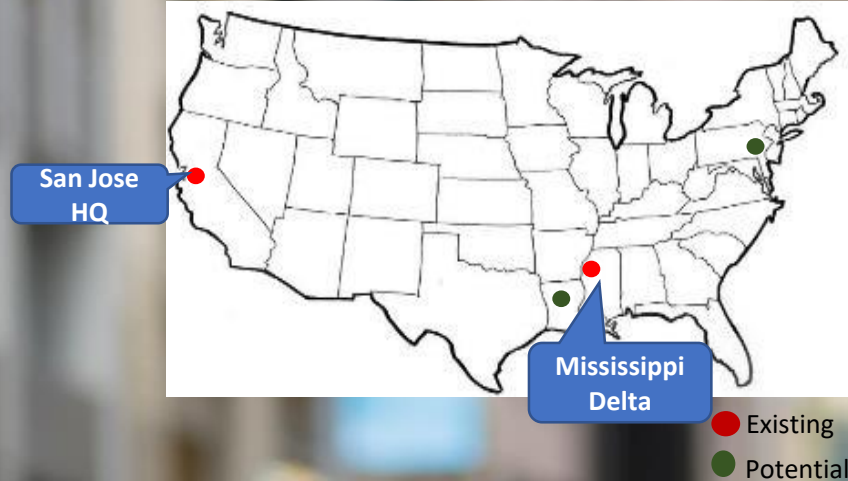 San Jose
HQ
Mississippi
Delta
Existing
Potential